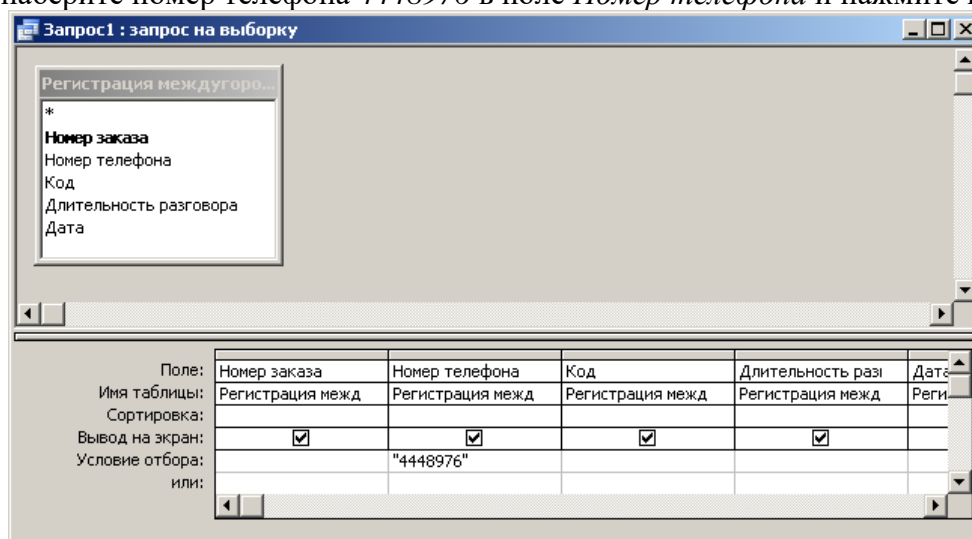 наберите номер телефона 4448976 в поле Номер телефона и нажмите
Запрос1 : запрос на выборку
Регистрация междугоро...
*
Номер заказа
Номер телефона
Код
Длительность разговора
Дата
Поле: Номер заказа Номер телефона Код Длительность разі Дата
Имя таблицы: Регистрация межд Регистрация межд Регистрация межд Регистрация межд Реги
Сортировка:
Вывод на экран:
Условие отбора: "4448976"
или: